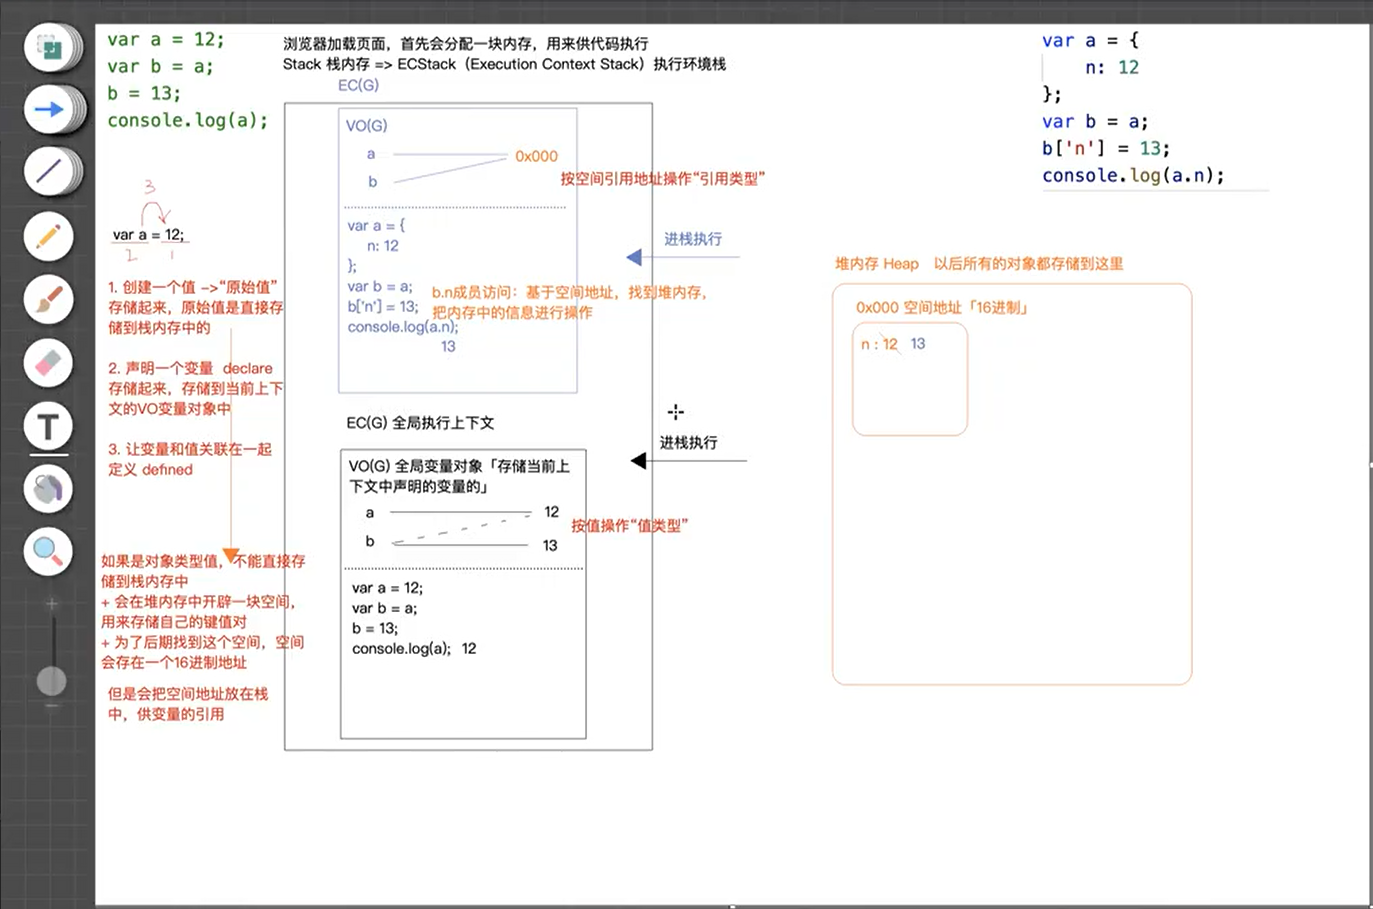 var a = 12;
var b = a;
b = 13;
console.log(a);
3
var a = 12;
2
1
1. 创建一个值 ->“原始值”
存储起来，原始值是直接存
储到栈内存中的
2. 声明一个变量 declare
存储起来，存储到当前上下
文的VO变量对象中
3. 让变量和值关联在一起
定义 defined
如果是对象类型值，不能直接存
储到栈内存中
+ 会在堆内存中开辟一块空间，
用来存储自己的键值对
+ 为了后期找到这个空间，空间
会存在一个16进制地址
但是会把空间地址放在栈
中，供变量的引用
浏览器加载页面，首先会分配一块内存，用来供代码执行
Stack 栈内存 => ECStack（Execution Context Stack）执行环境栈
EC(G)
VO(G)
a
0x000
b
按空间引用地址操作“引用类型”
var a = {
n: 12
};
var b = a;
b['n'] = 13;
console.log(a.n);
13
b.n成员访问：基于空间地址，找到堆内存，
把内存中的信息进行操作
进栈执行
EC(G) 全局执行上下文
进栈执行
VO(G) 全局变量对象「存储当前上
下文中声明的变量的」
a
12
b
13
按值操作“值类型”
var a = 12;
var b = a;
b = 13;
console.log(a); 12
var a = {
n: 12
};
var b = a;
b['n'] = 13;
console.log(a.n);
堆内存 Heap 以后所有的对象都存储到这里
0x000 空间地址「16进制」
n : 12 13
T